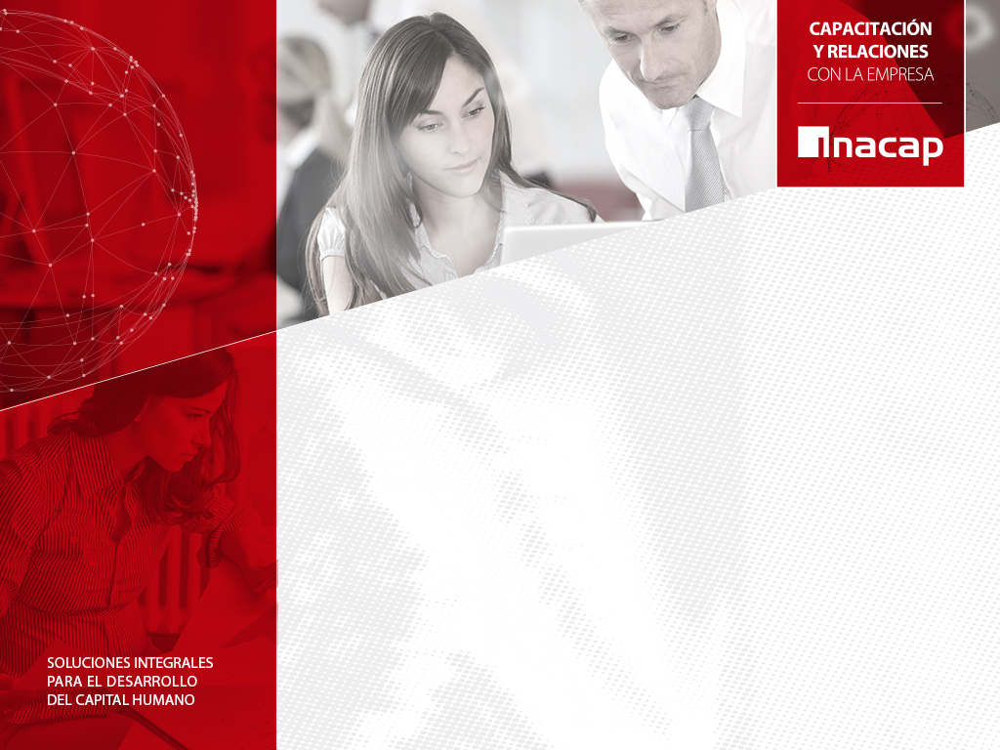 CAPACITACIÓN
Y RELACIONES
CON LA EMPRESA
inacap
SOLUCIONES INTEGRALES
PARA EL DESARROLLO
DEL CAPITAL HUMANO